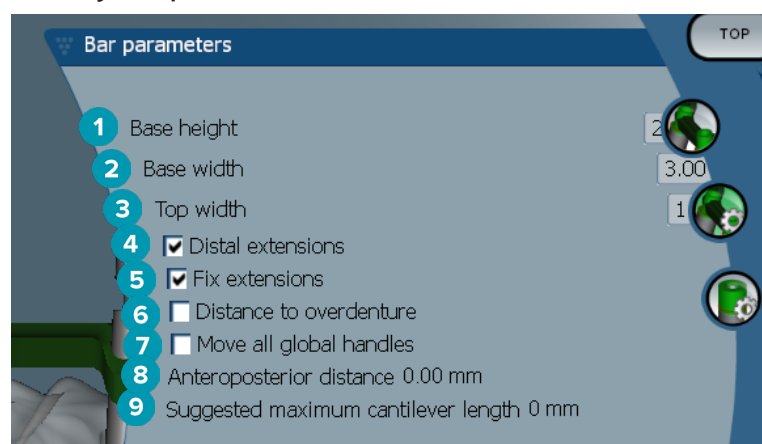 TOP
Bar parameters
1 Base height 2
2 Base width 3.00
3 Top width 1
4 Distal extensions
5 Fix extensions
6 Distance to overdenture
7 Move all global handles
8 Anteroposterior distance 0.00 mm
9 Suggested maximum cantilever length 0 mm